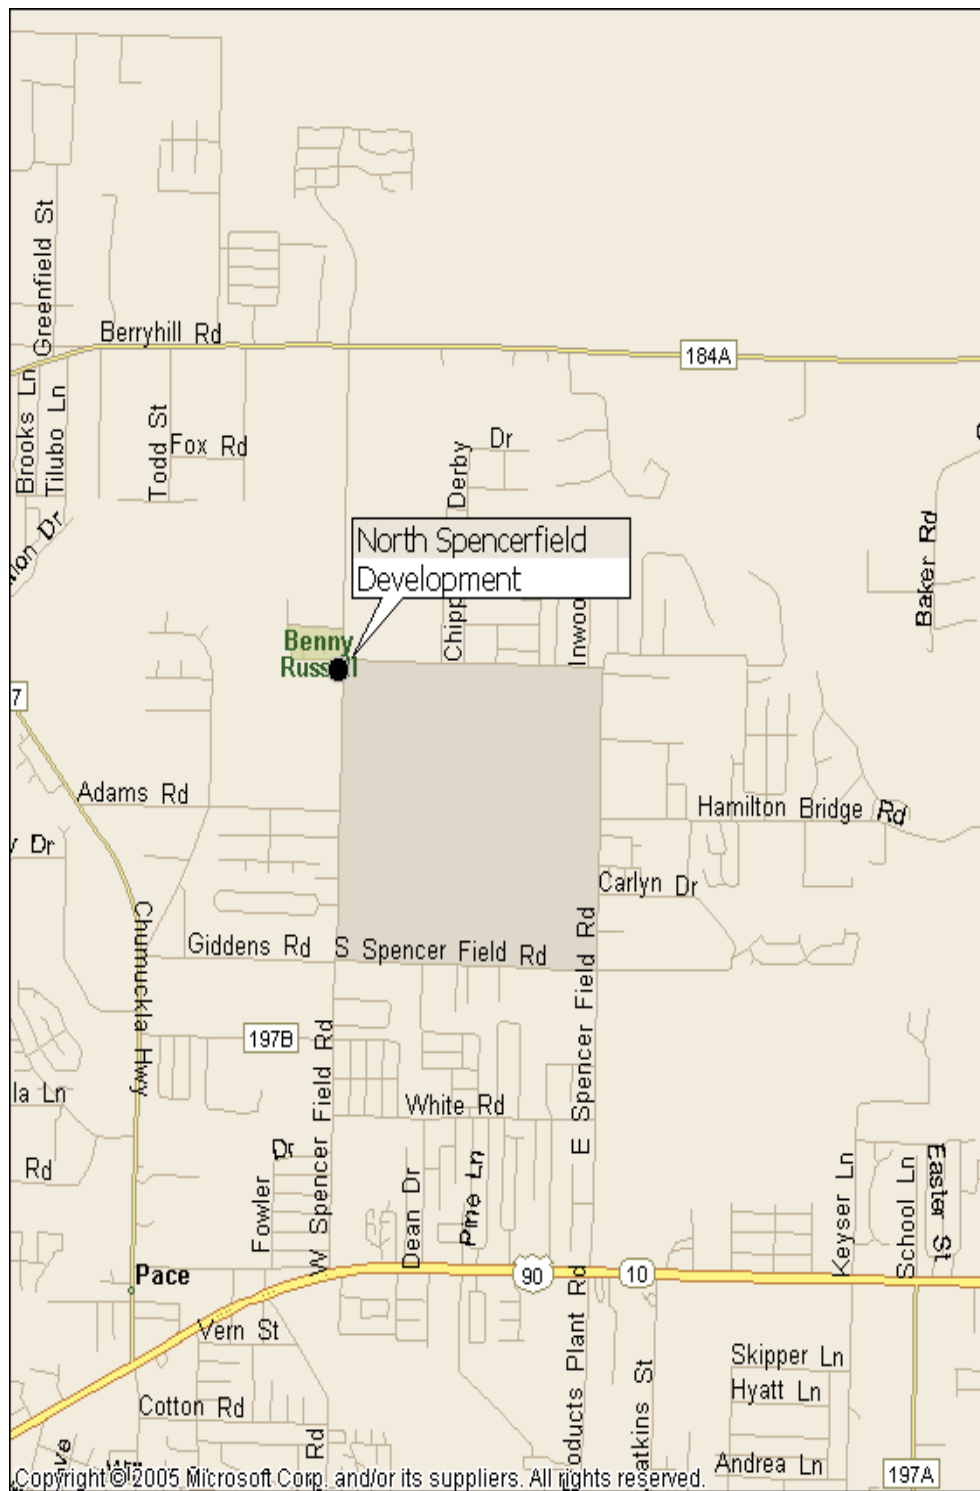 Greenfield St
Berryhill Rd
184A
Brooks Ln
Tilubo Ln
Todd St
Fox Rd
Derby Dr
Baker Rd
North Spencerfield
Development
Benny
Russ
Chipp
Inwoo
7
Adams Rd
Hamilton Bridge Rd
Dr
Carlyn Dr
Chumuckla Hwy
Giddens Rd
S Spencer Field Rd
E Spencer Field Rd
197B
W Spencer Field Rd
la Ln
White Rd
Rd
Fowler Dr
Dean Dr
Pine Ln
Keyser Ln
School Ln
Easter St
Pace
90
10
Vern St
oducts Plant Rd
atkins St
Skipper Ln
Hyatt Ln
Cotton Rd
Rd
Andrea Ln
197A
Copyright © 2005 Microsoft Corp. and/or its suppliers. All rights reserved.